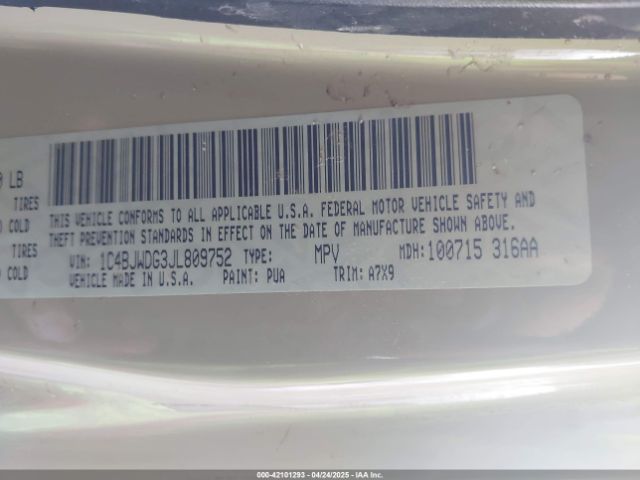 0 LB
TIRES
COLD
TIRES
COLD
THIS VEHICLE CONFORMS TO ALL APPLICABLE U.S.A. FEDERAL MOTOR VEHICLE SAFETY AND
THEFT PREVENTION STANDARDS IN EFFECT ON THE DATE OF MANUFACTURE SHOWN ABOVE.
VIN: 1C4BJWDG3JL809752 TYPE: MPV MDH: 100715 316AA
VEHICLE MADE IN U.S.A. PAINT: PUA TRIM: A7X9
000-42101293 - 04/24/2025 - IAAI Inc.